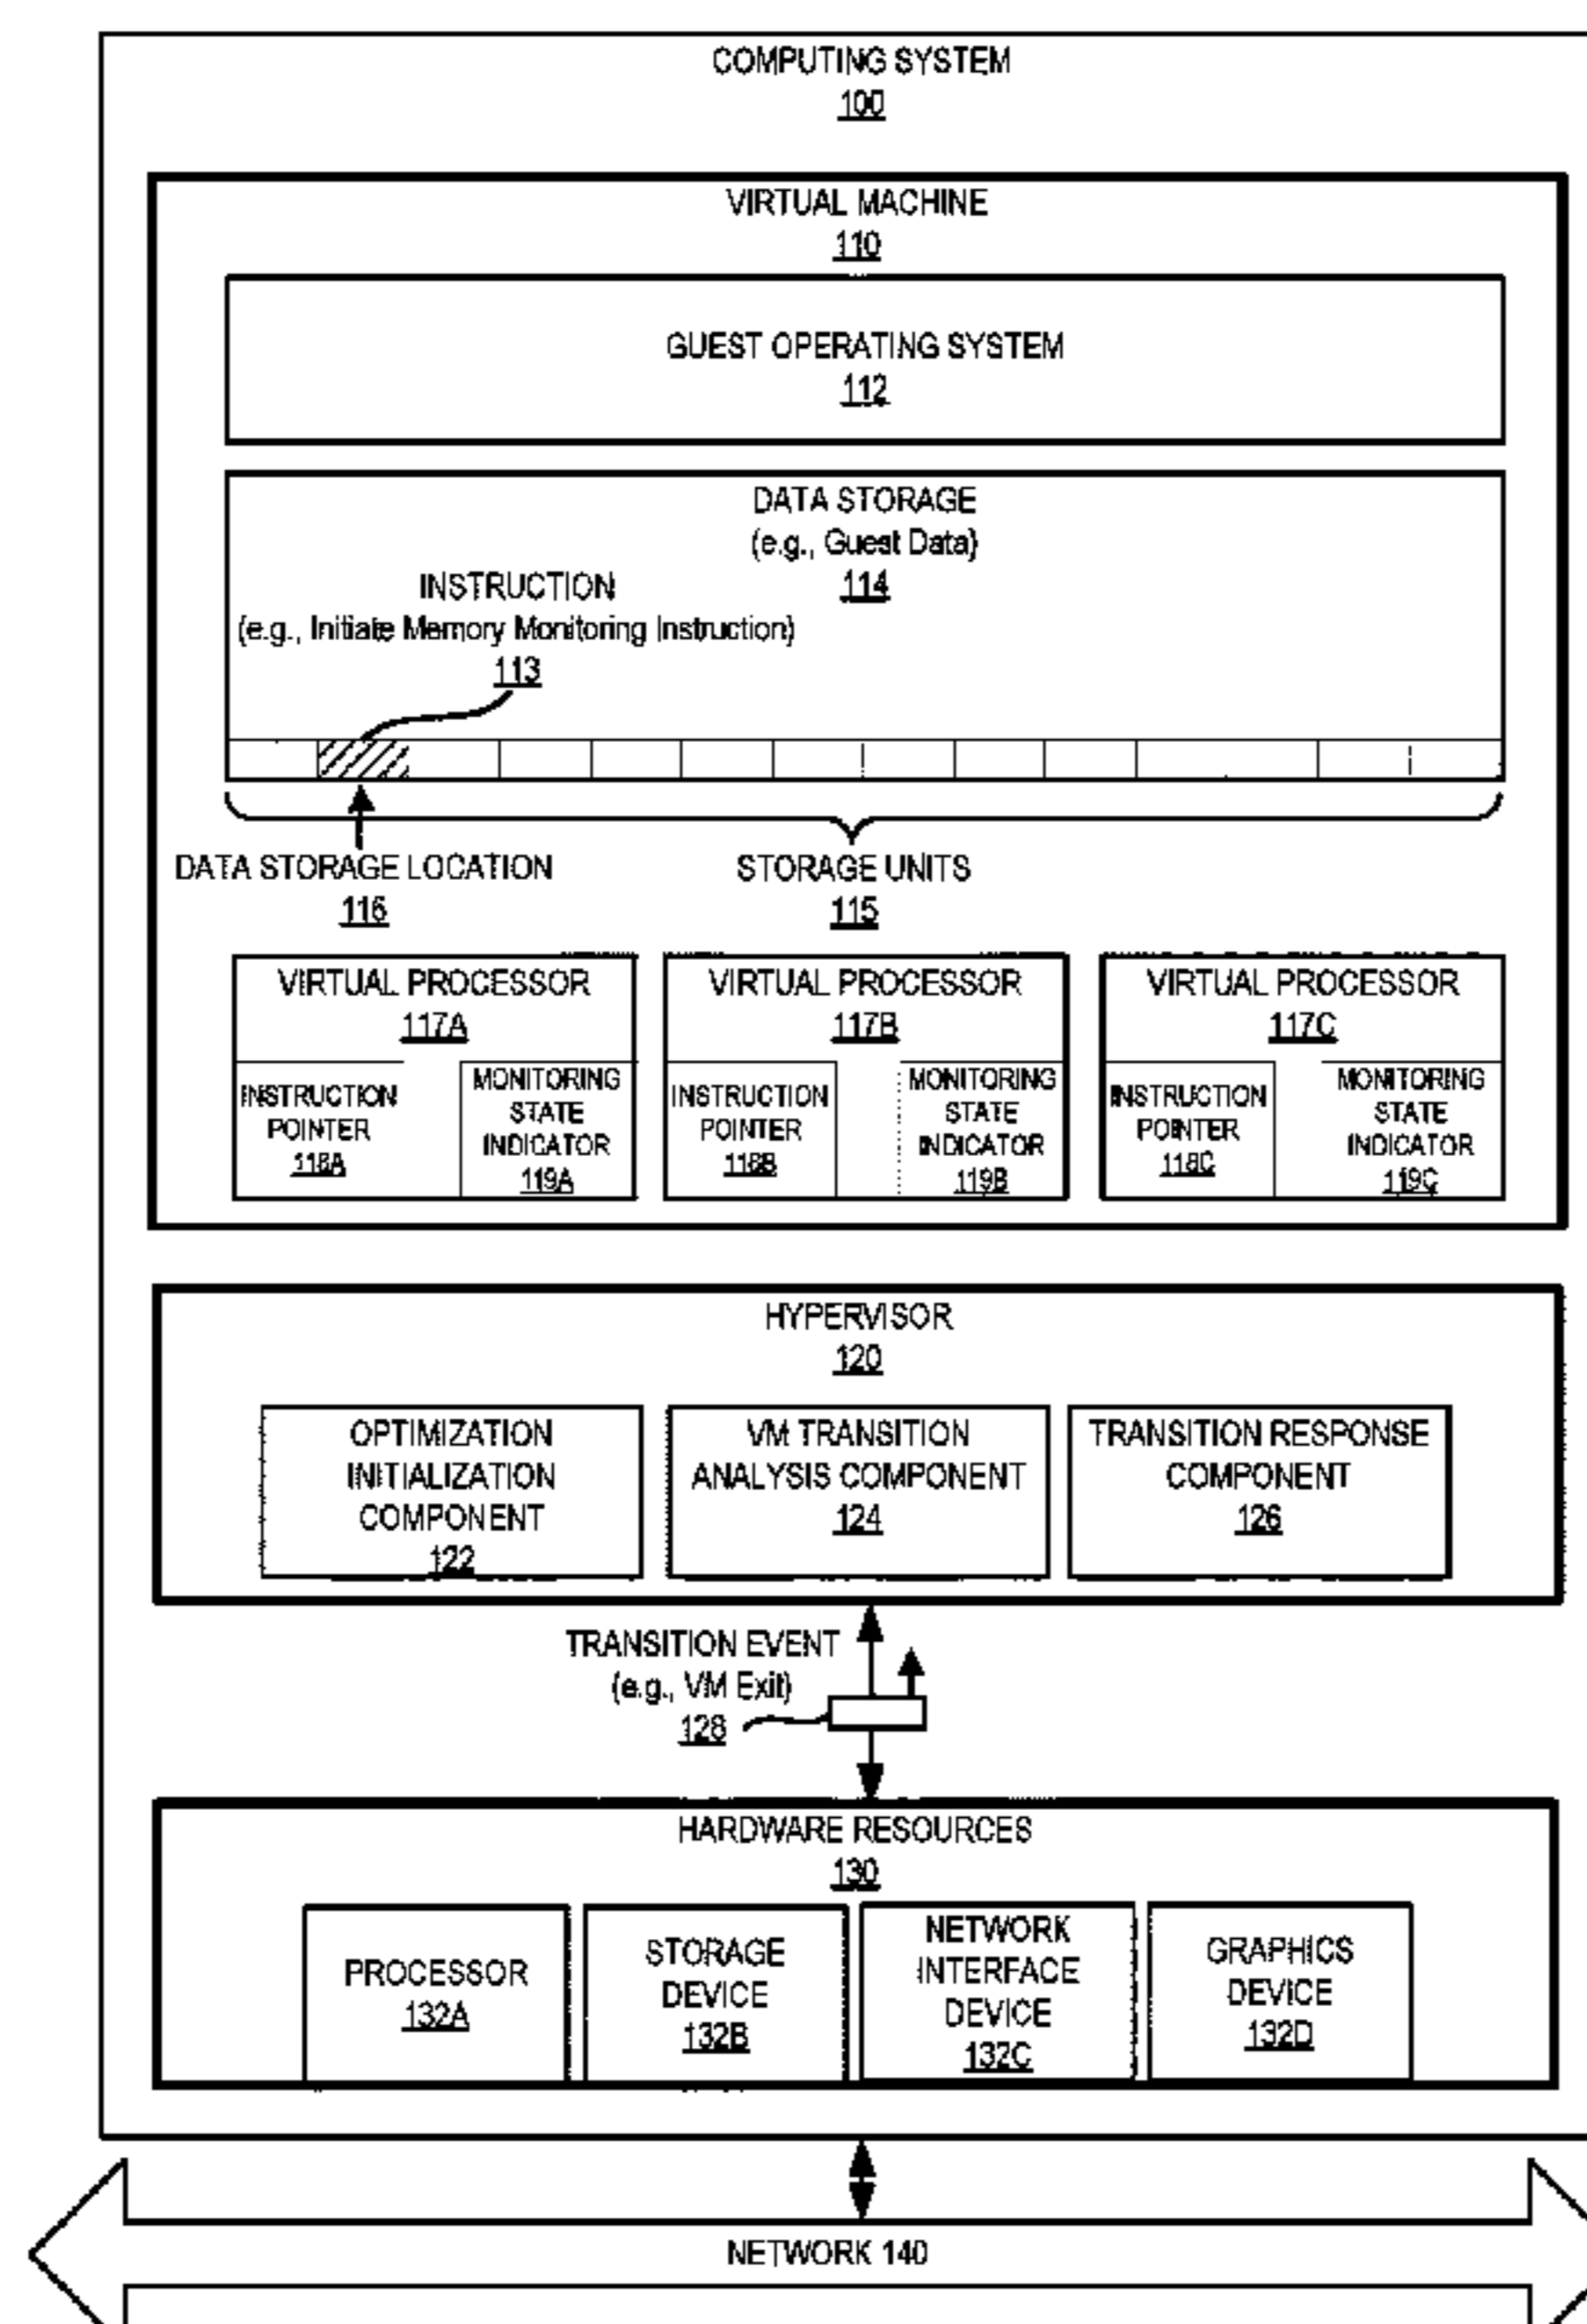 COMPUTING SYSTEM
100
VIRTUAL MACHINE
110
GUEST OPERATING SYSTEM
112
DATA STORAGE
(e.g., Guest Data)
114
INSTRUCTION
(e.g., Initiate Memory Monitoring Instruction)
113
DATA STORAGE LOCATION
116
STORAGE UNITS
115
VIRTUAL PROCESSOR
117A
INSTRUCTION
POINTER
118A
MONITORING
STATE
INDICATOR
119A
VIRTUAL PROCESSOR
117B
INSTRUCTION
POINTER
118B
MONITORING
STATE
INDICATOR
119B
VIRTUAL PROCESSOR
117C
INSTRUCTION
POINTER
118C
MONITORING
STATE
INDICATOR
119C
HYPERVISOR
120
OPTIMIZATION
INITIALIZATION
COMPONENT
122
VM TRANSITION
ANALYSIS COMPONENT
124
TRANSITION RESPONSE
COMPONENT
126
TRANSITION EVENT
(e.g., VM Exit)
128
HARDWARE RESOURCES
130
PROCESSOR
132A
STORAGE
DEVICE
132B
NETWORK
INTERFACE
DEVICE
132C
GRAPHICS
DEVICE
132D
NETWORK 140